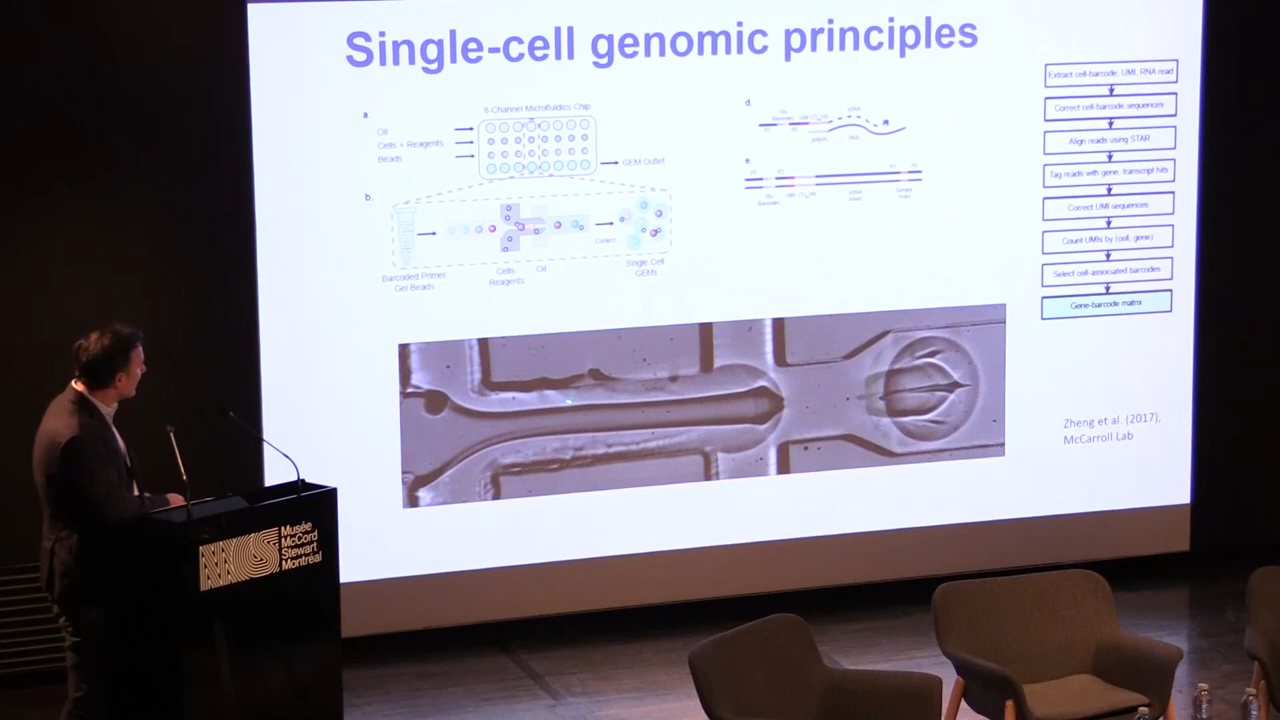 Single-cell genomic principles
a.
8-Channel Microfluidics Chip
Oil
Cells + Reagents
Beads
GEM Outlet
b.
Collect
Barcoded Primer
Gel Beads
Cells
Reagents
Oil
Single Cell
GEMs
d.
e.
Extract cell-barcode, UMI, RNA read
Correct cell-barcode sequences
Align reads using STAR
Tag reads with gene, transcript hits
Correct UMI sequences
Count UMIs by (cell, gene)
Select cell-associated barcodes
Gene-barcode matrix
Zheng et al. (2017),
McCarroll Lab
Musée
McCord
Stewart
Montréal